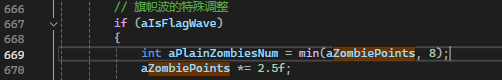 666 // 旗帜波的特殊调整
667 if (aIsFlagWave)
668 {
669 int aPlainZombiesNum = min(aZombiePoints, 8);
670 aZombiePoints *= 2.5f;